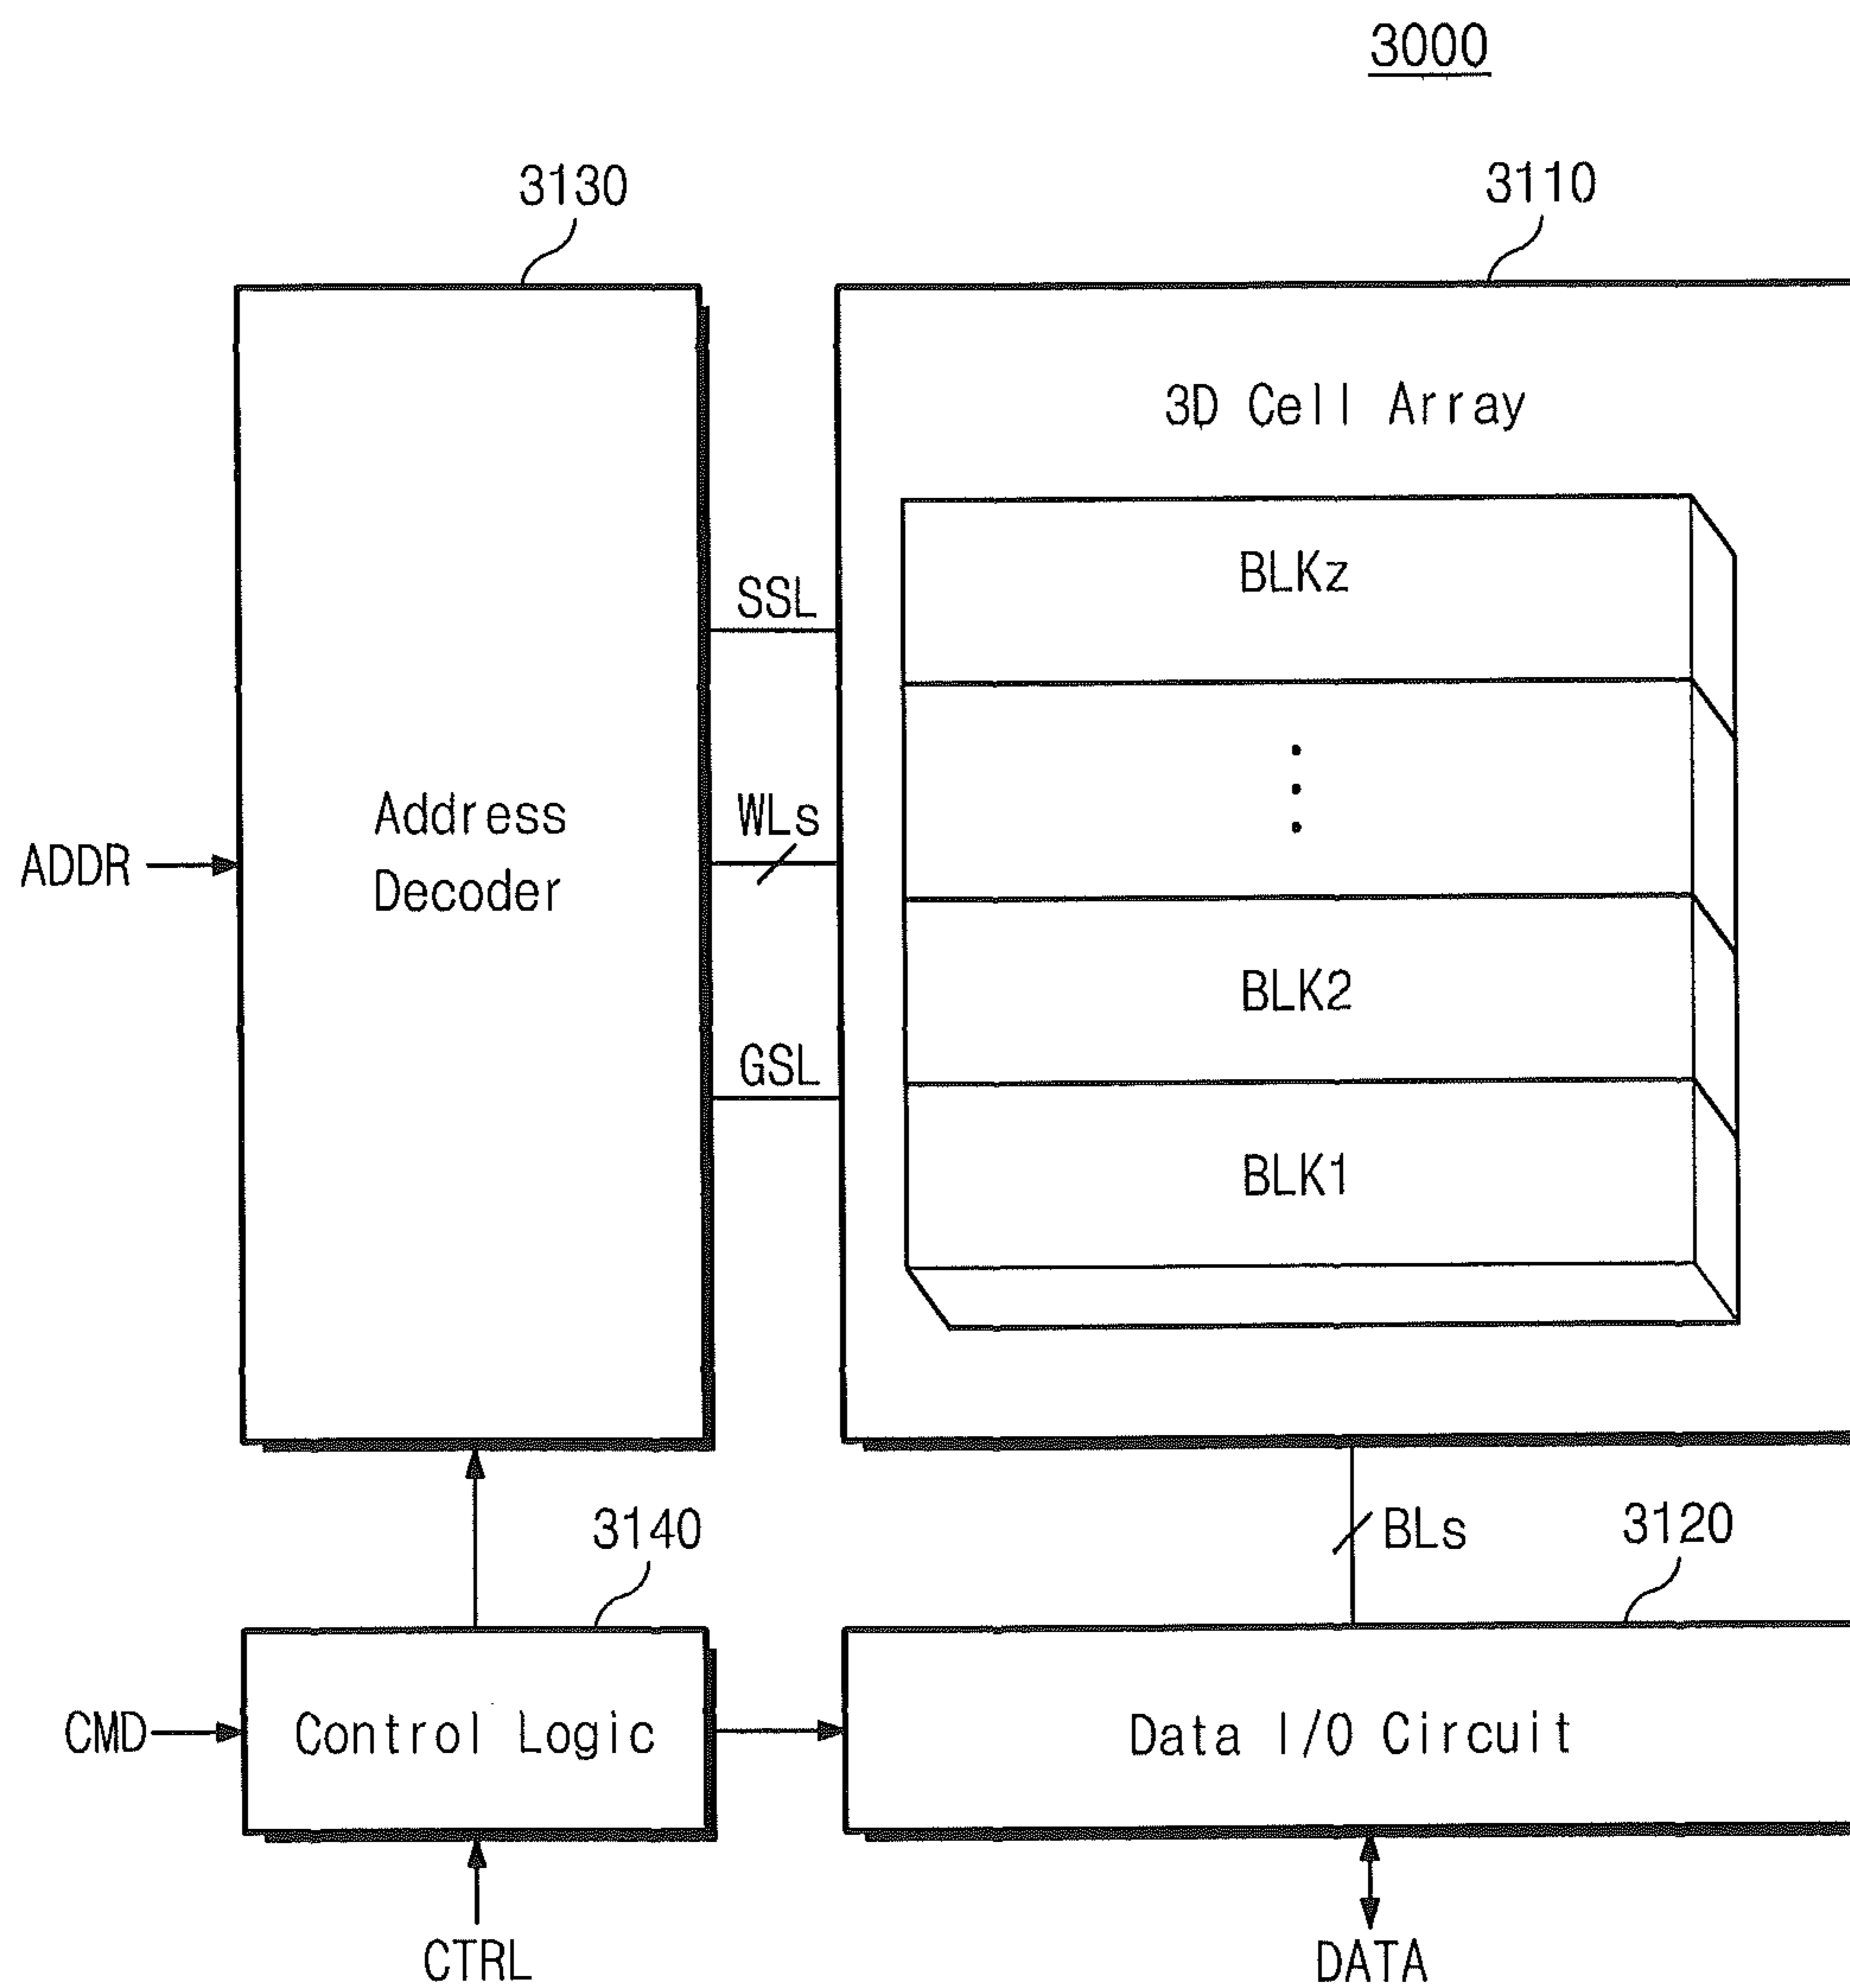 3000
3130
3110
3D Cell Array
BLKz
SSL
Address
Decoder
WLs
ADDR
BLK2
GSL
BLK1
3140
BLs
3120
CMD
Control Logic
Data I/O Circuit
CTRL
DATA